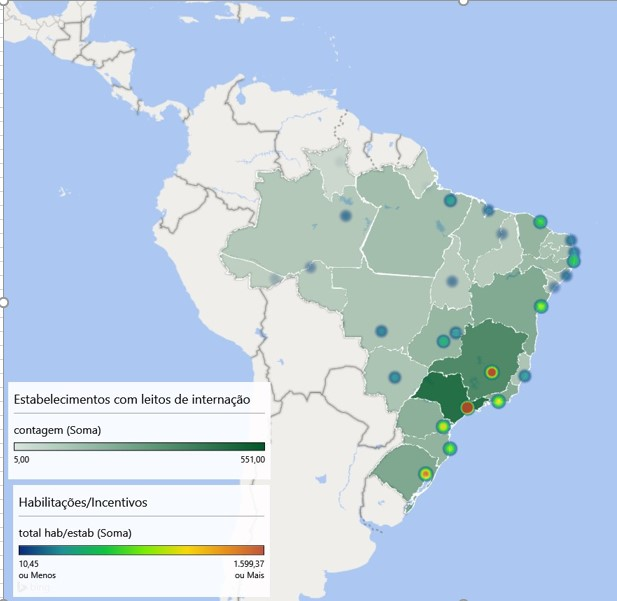 Estabelecimentos com leitos de internação
contagem (Soma)
5,00 551,00
Habilitações/Incentivos
total hab/estab (Soma)
10,45 1.599,37
ou Menos ou Mais